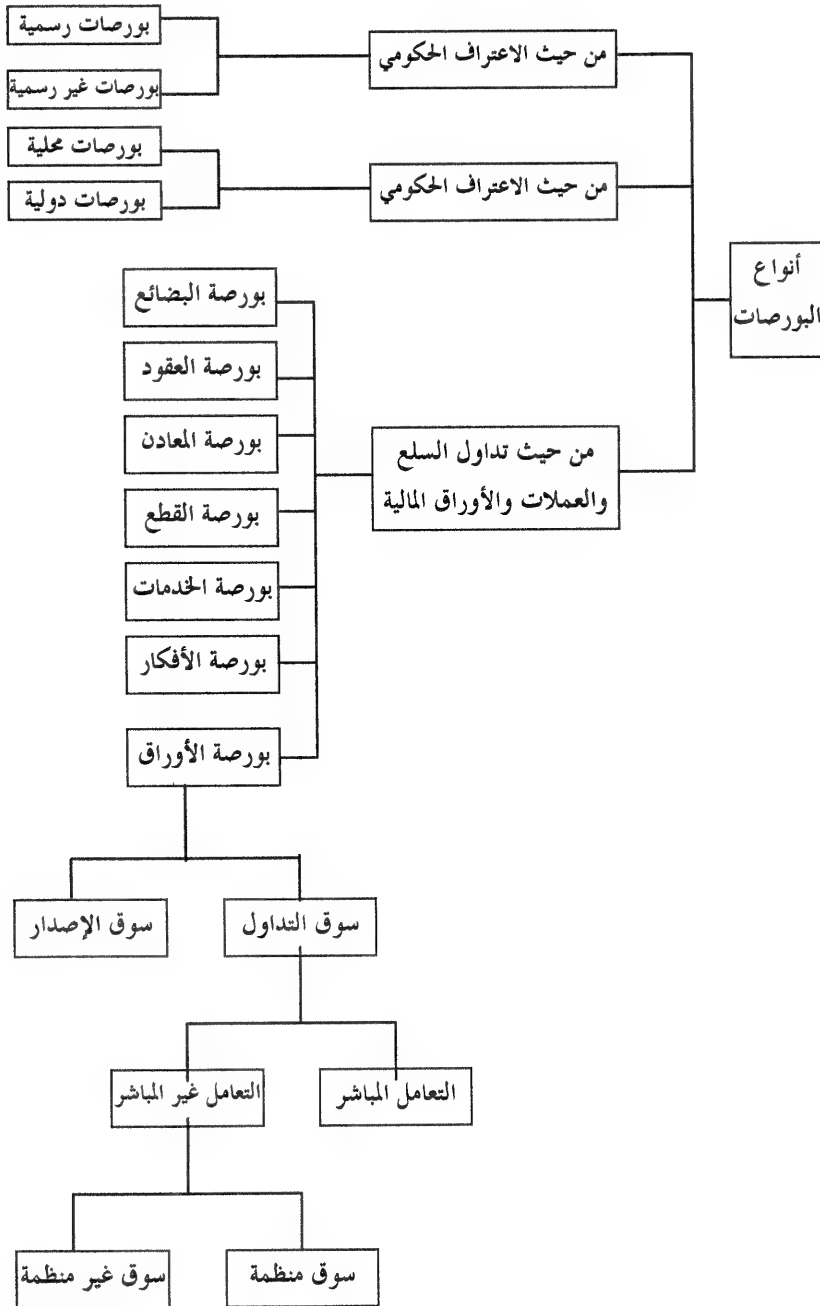 أنواع
البورصات
من حيث الاعتراف الحكومي
بورصات رسمية
بورصات غير رسمية
من حيث الاعتراف الحكومي
بورصات محلية
بورصات دولية
من حيث تداول السلع
والعملات والأوراق المالية
بورصة البضائع
بورصة العقود
بورصة المعادن
بورصة القطع
بورصة الخدمات
بورصة الأفكار
بورصة الأوراق
سوق التداول
سوق الإصدار
التعامل المباشر
التعامل غير المباشر
سوق منظمة
سوق غير منظمة